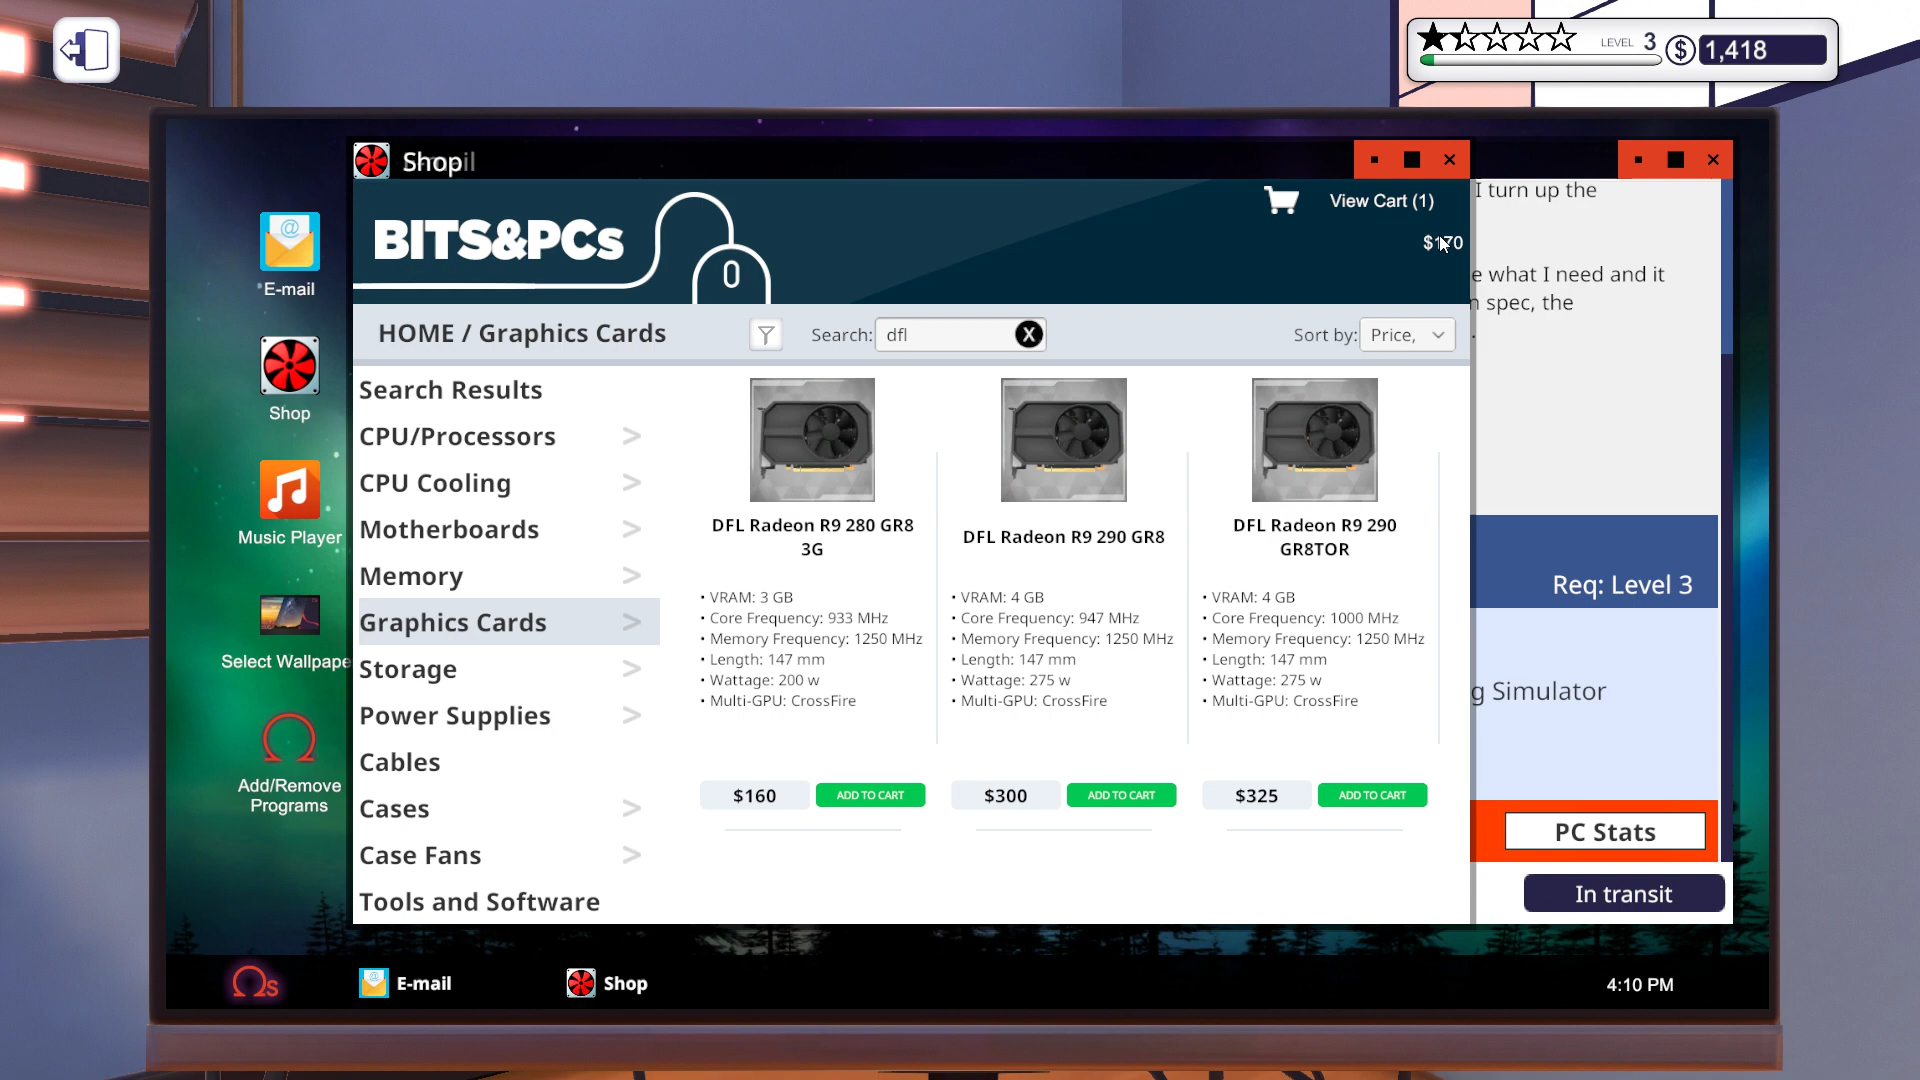 LEVEL 3
$ 1,418
Shop
View Cart (1)
$170
BITS&PCs
HOME / Graphics Cards
Search:
dfl
X
Sort by:
Price,
Search Results
CPU/Processors >
CPU Cooling >
Motherboards >
Memory >
Graphics Cards >
Storage >
Power Supplies >
Cables
Cases >
Case Fans >
Tools and Software
DFL Radeon R9 280 GR8
3G
• VRAM: 3 GB
• Core Frequency: 933 MHz
• Memory Frequency: 1250 MHz
• Length: 147 mm
• Wattage: 200 w
• Multi-GPU: CrossFire
$160
ADD TO CART
DFL Radeon R9 290 GR8
• VRAM: 4 GB
• Core Frequency: 947 MHz
• Memory Frequency: 1250 MHz
• Length: 147 mm
• Wattage: 275 w
• Multi-GPU: CrossFire
$300
ADD TO CART
DFL Radeon R9 290
GR8TOR
• VRAM: 4 GB
• Core Frequency: 1000 MHz
• Memory Frequency: 1250 MHz
• Length: 147 mm
• Wattage: 275 w
• Multi-GPU: CrossFire
$325
ADD TO CART
I turn up the
e what I need and it
spec, the
Req: Level 3
g Simulator
PC Stats
In transit
E-mail
Shop
Music Player
Select Wallpape
Add/Remove
Programs
Ωs
E-mail
Shop
4:10 PM